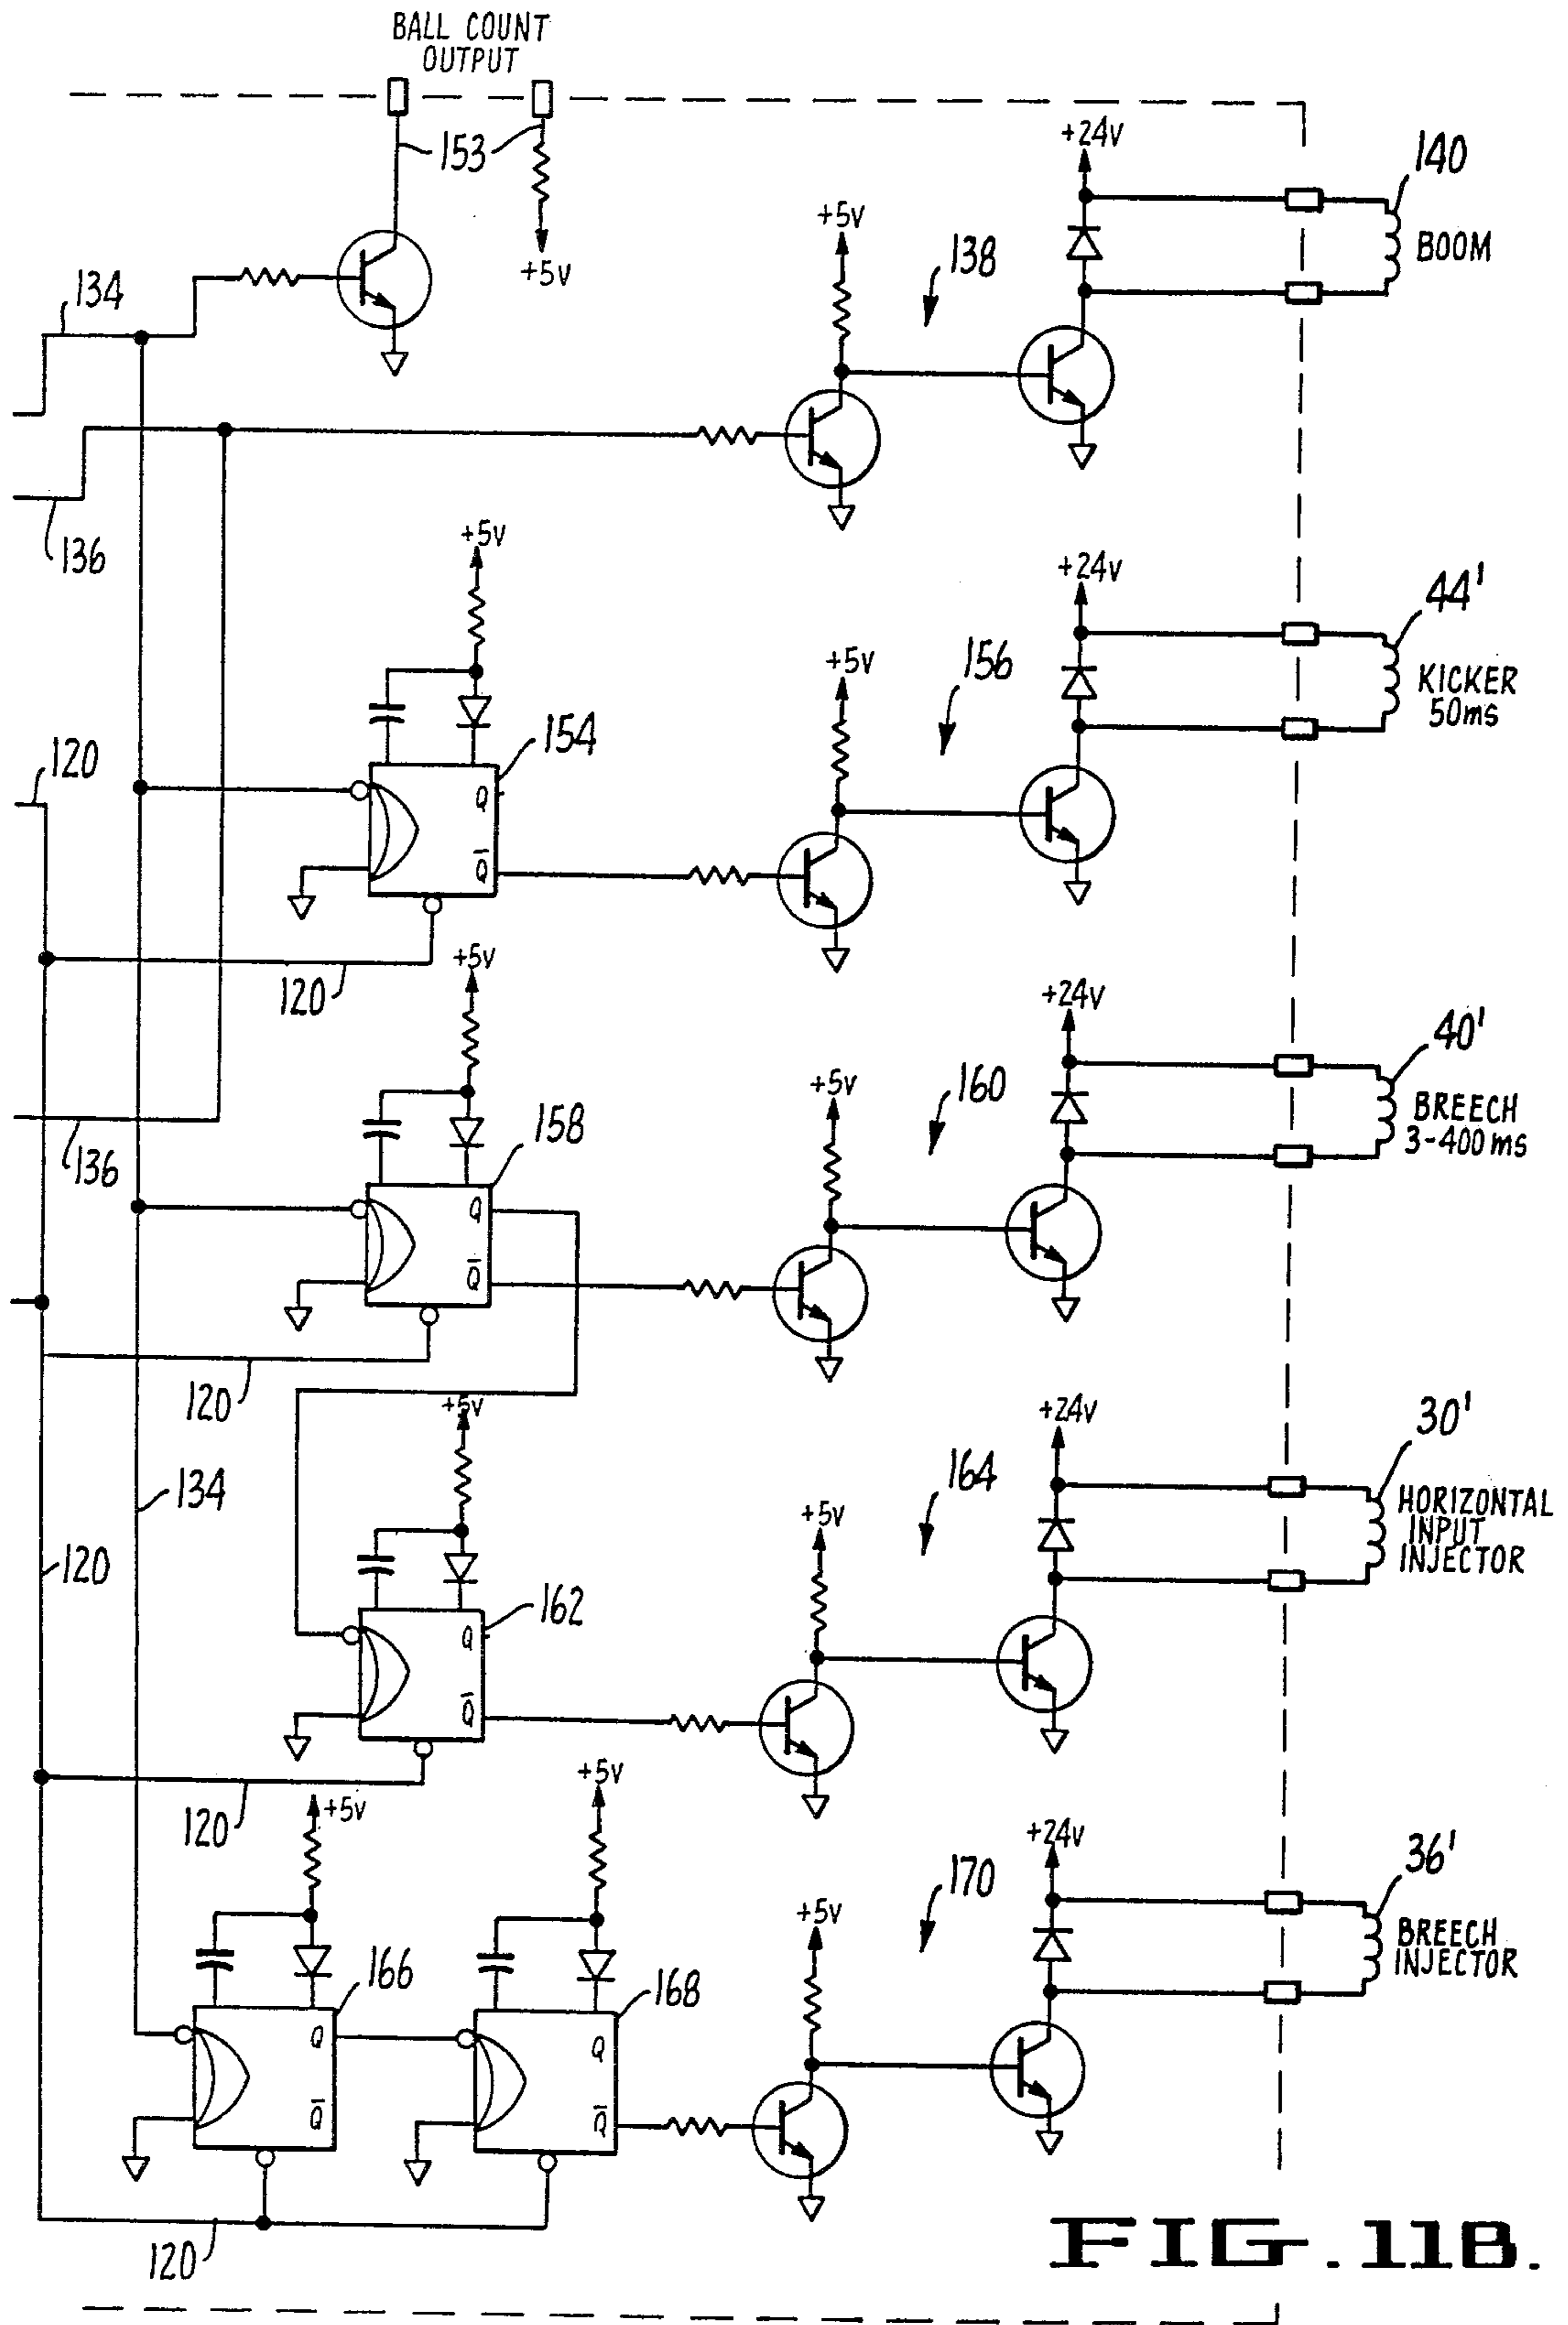 BALL COUNT
OUTPUT
153
+5v
134
+5v
138
+24v
140
BOOM
136
+5v
154
Q
Q̅
120
120
+5v
156
+24v
44'
KICKER
50ms
136
+5v
158
Q
Q̅
120
+5v
160
+24v
40'
BREECH
3-400ms
134
120
+5v
162
Q
Q̅
120
+5v
164
+24v
30'
HORIZONTAL
INPUT
INJECTOR
+5v
166
Q
Q̅
+5v
168
Q
Q̅
120
+5v
170
+24v
36'
BREECH
INJECTOR
FIG. 11B.